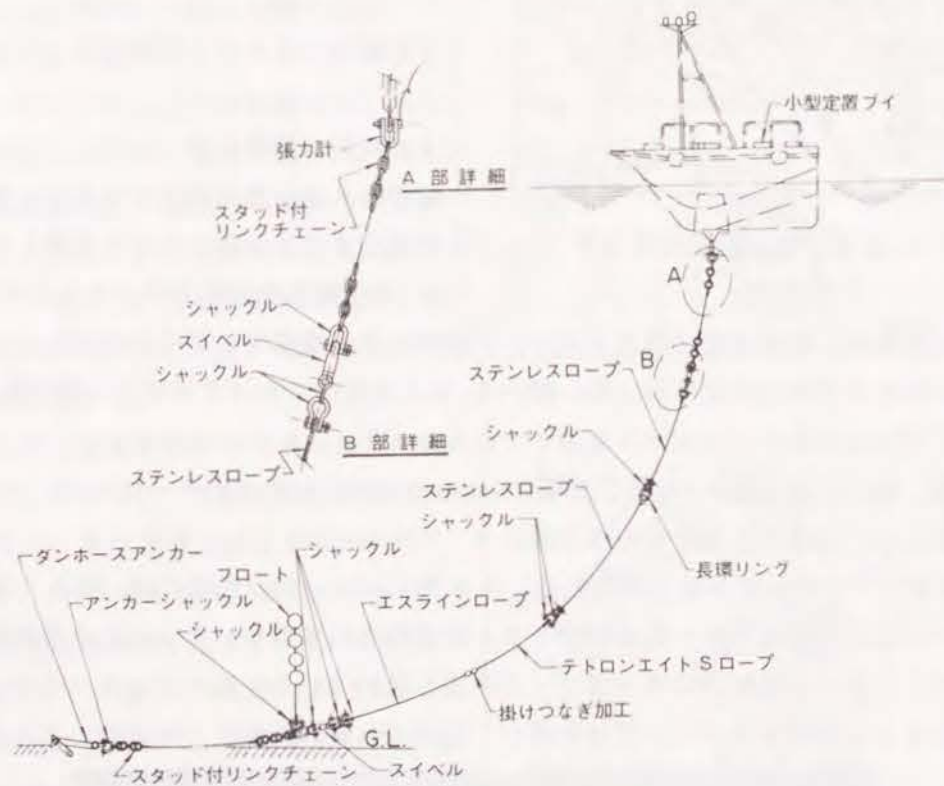 小型定置ブイ
張力計
A部詳細
スタッド付
リンクチェーン
A
シャックル
スイベル
シャックル
B
ステンレスロープ
B部詳細
シャックル
ステンレスロープ
ステンレスロープ
シャックル
シャックル
長環リング
ダンホースアンカー
フロート
アンカーシャックル
エスラインロープ
シャックル
テトロンエイトSロープ
掛けつなぎ加工
G.L.
スタッド付リンクチェーン
スイベル